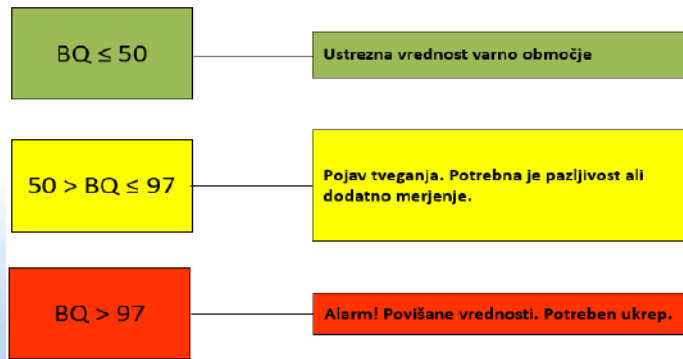 BQ ≤ 50
Ustrezna vrednost varno območje
50 > BQ ≤ 97
Pojav tveganja. Potrebna je pazljivost ali
dodatno merjenje.
BQ > 97
Alarm! Povišane vrednosti. Potreben ukrep.